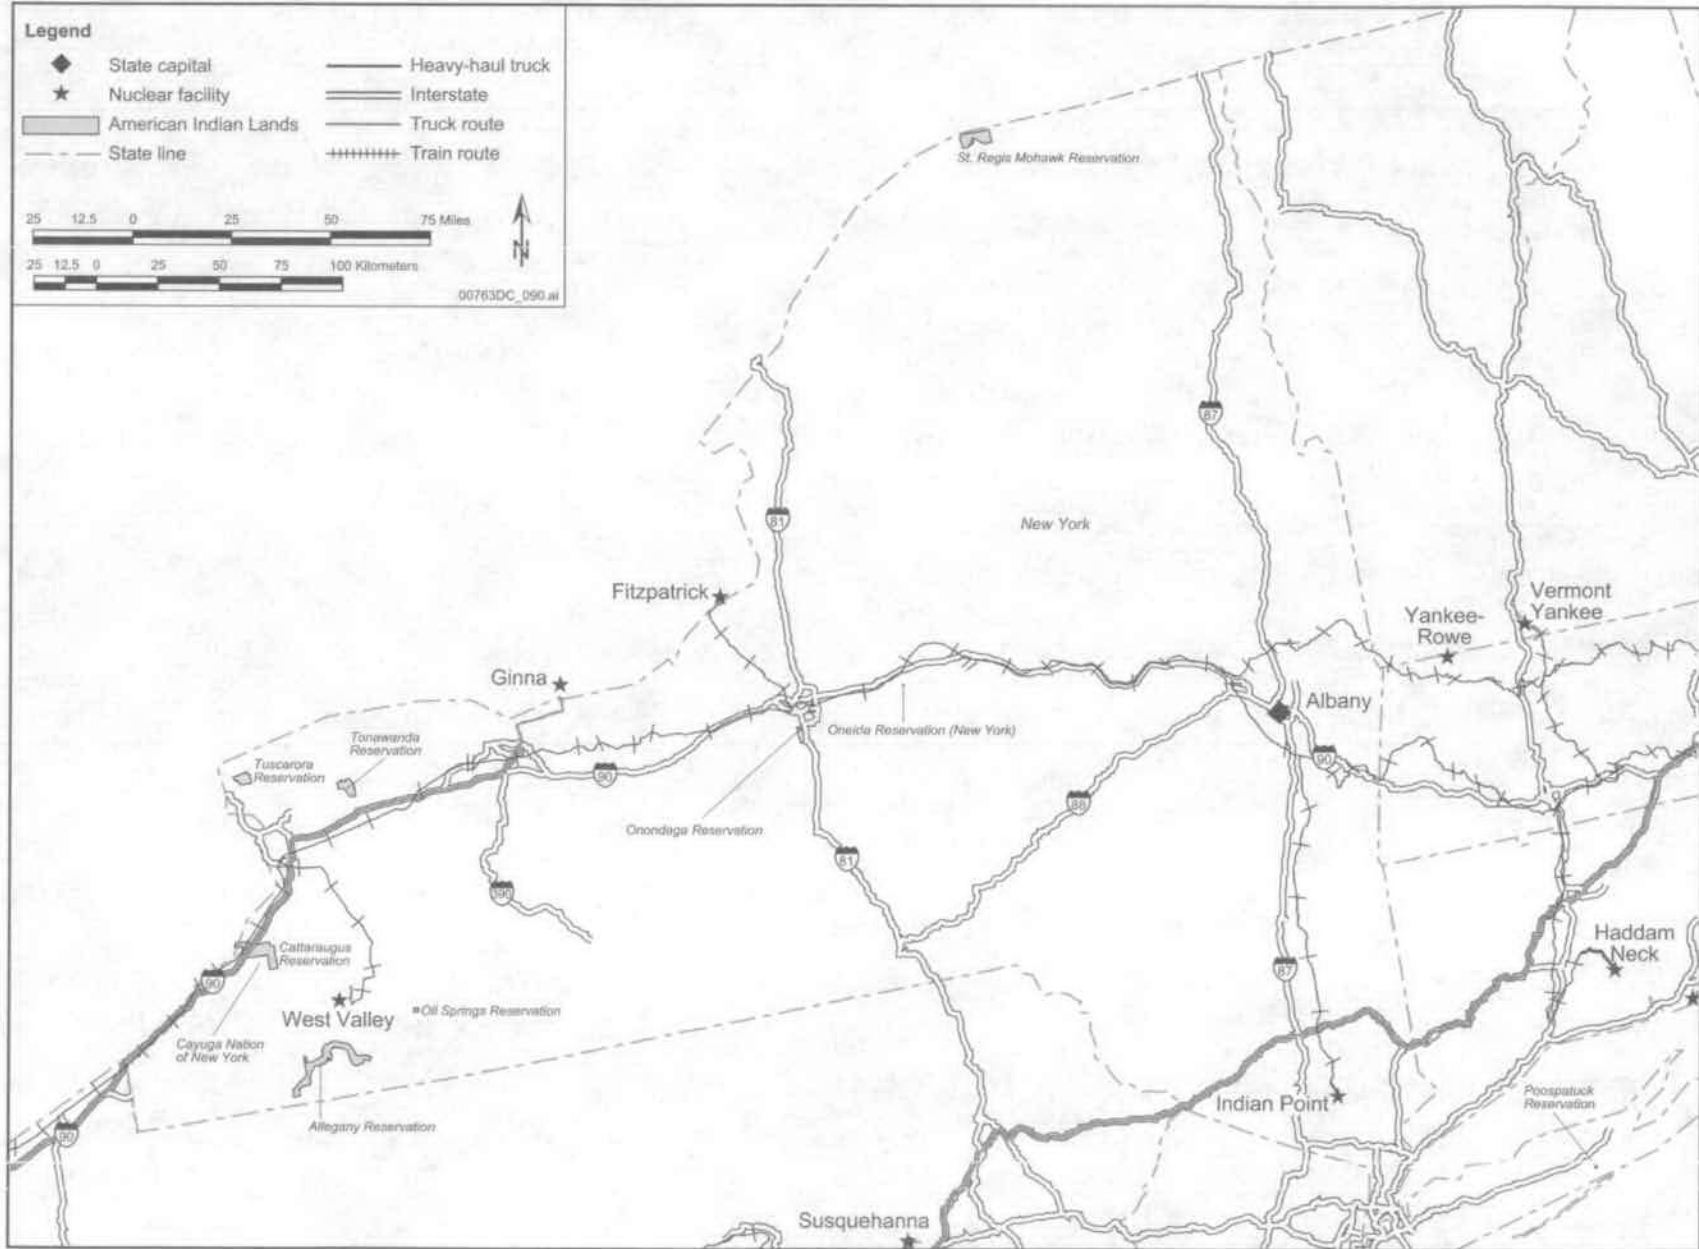 Legend
State capital
Nuclear facility
American Indian Lands
State line
Heavy-haul truck
Interstate
Truck route
Train route
25 12.5 0 25 50 75 Miles
25 12.5 0 25 50 75 100 Kilometers
N
00763DC_090.ai
St. Regis Mohawk Reservation
87
81
New York
Fitzpatrick
Vermont
Yankee
Yankee-
Rowe
Ginna
Albany
Oneida Reservation (New York)
Tonawanda
Reservation
Tuscarora
Reservation
90
90
88
Onondaga Reservation
81
390
Haddam
Neck
Cattaraugus
Reservation
90
87
West Valley
Oil Springs Reservation
Cayuga Nation
of New York
Poospatuck
Reservation
Indian Point
Allegany Reservation
90
Susquehanna